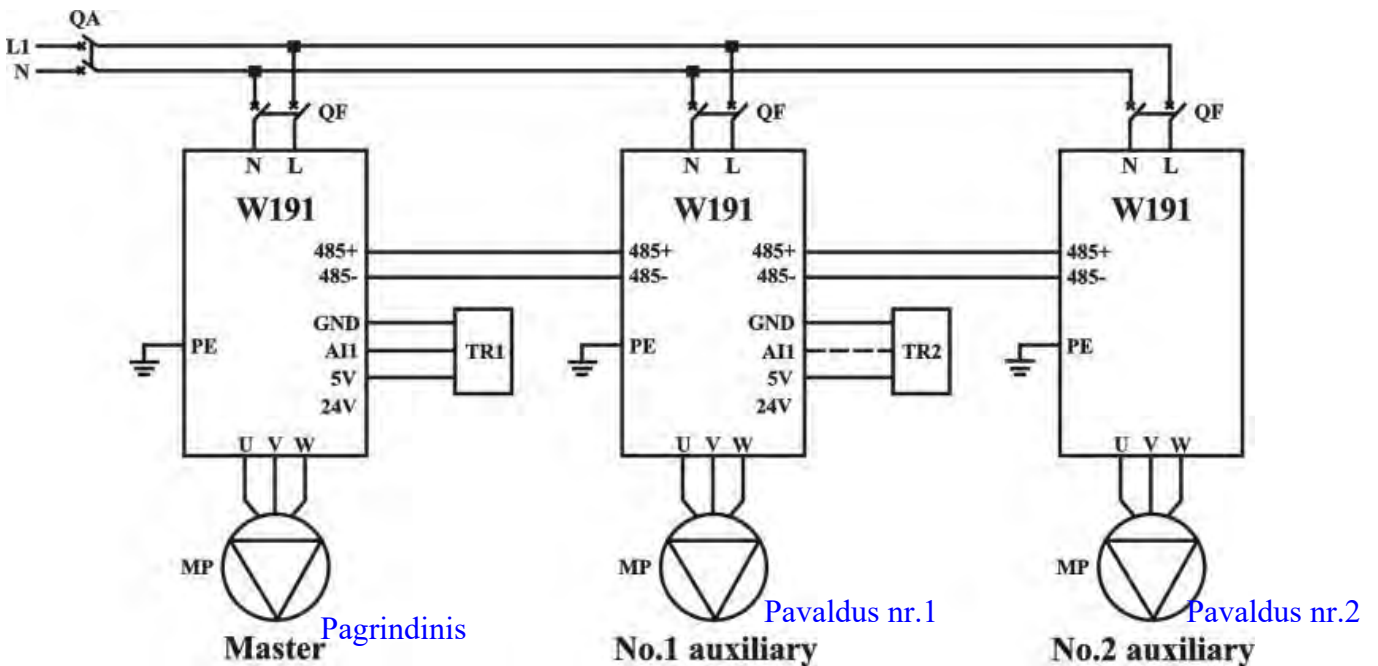 QA
L1
N
QF
QF
QF
N L
N L
N L
W191
W191
W191
485+
485+
485+
485+
485-
485-
485-
485-
GND
GND
PE
AI1
TR1
PE
AI1
TR2
PE
5V
5V
24V
24V
U V W
U V W
U V W
MP
MP
MP
Pagrindinis
Pavaldus nr.1
Pavaldus nr.2
Master
No.1 auxiliary
No.2 auxiliary